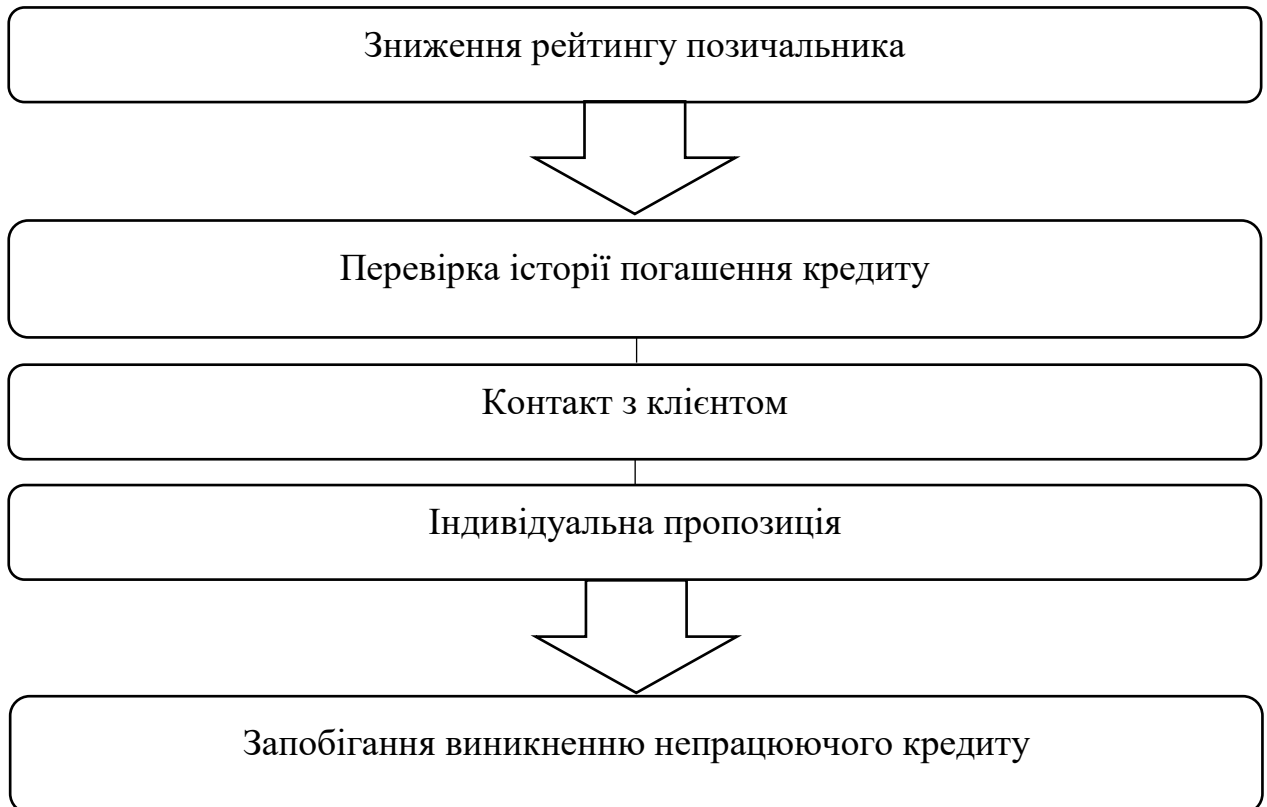 Зниження рейтингу позичальника
Перевірка історії погашення кредиту
Контакт з клієнтом
Індивідуальна пропозиція
Запобігання виникненню непрацюючого кредиту